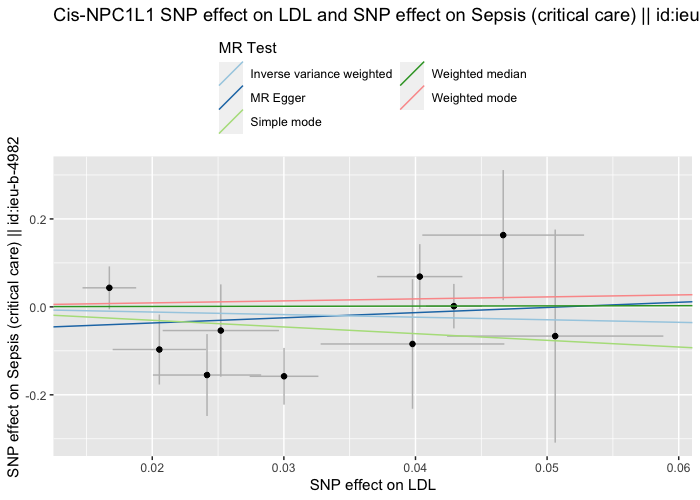 Cis-NPC1L1 SNP effect on LDL and SNP effect on Sepsis (critical care) || id:ieu
MR Test
Inverse variance weighted
Weighted median
MR Egger
Weighted mode
Simple mode
SNP effect on Sepsis (critical care) || id:ieu-b-4982
0.2
0.0
-0.2
0.02 0.03 0.04 0.05 0.06
SNP effect on LDL